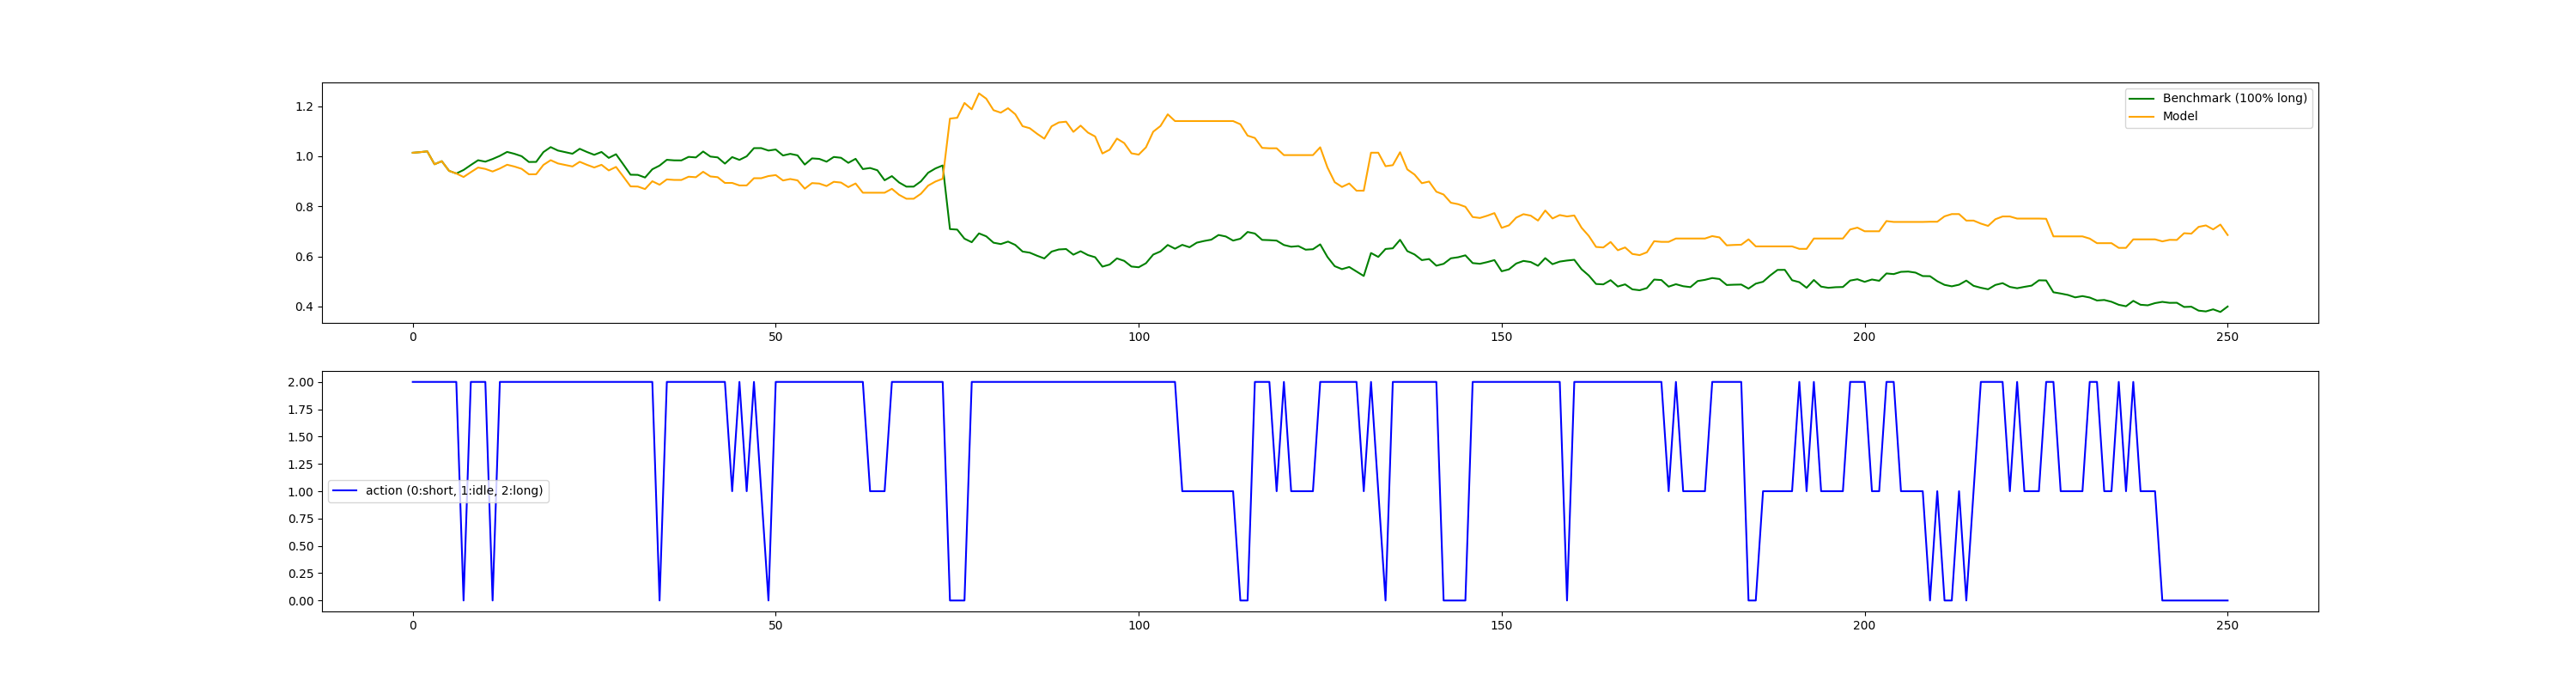 1.2
1.0
0.8
0.6
0.4
Benchmark (100% long)
Model
0 50 100 150 200 250
2.00
1.75
1.50
1.25
1.00
0.75
0.50
0.25
0.00
action (0:short, 1:idle, 2:long)
0 50 100 150 200 250